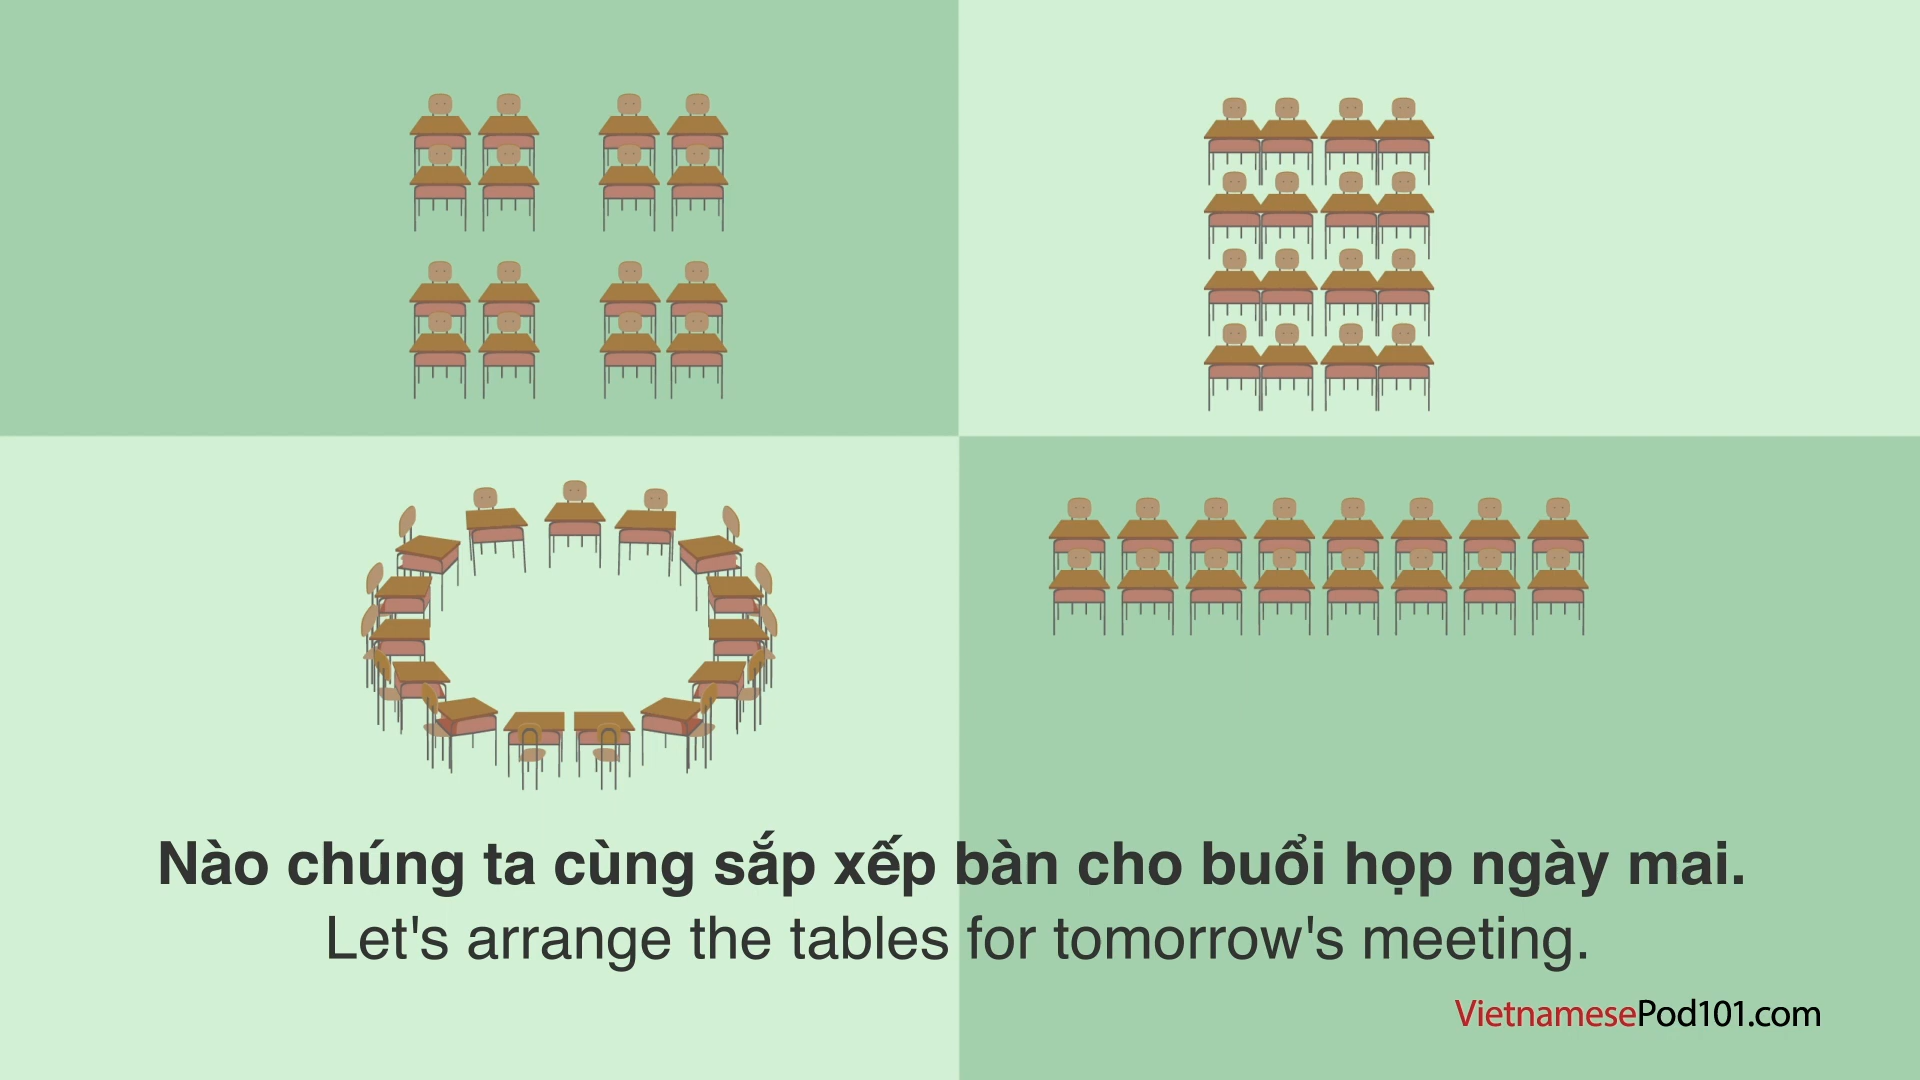 Nào chúng ta cùng sắp xếp bàn cho buổi họp ngày mai.
Let's arrange the tables for tomorrow's meeting.
VietnamesePod101.com